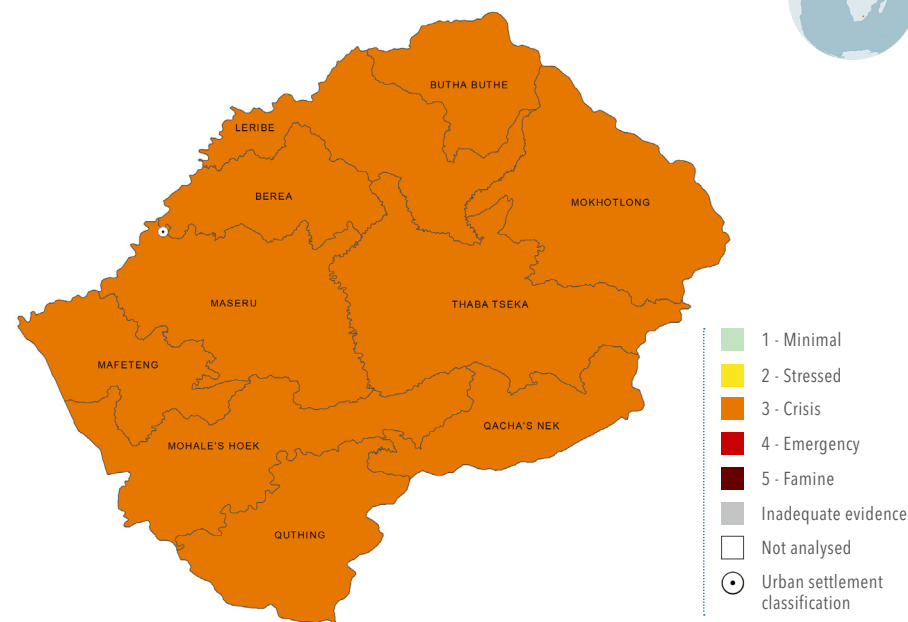 BUTHA BUTHE
LERIBE
BEREA
MOKHOTLONG
MASERU
THABA TSEKA
MAFETENG
QACHA'S NEK
MOHALE'S HOEK
QUTHING
1 - Minimal
2 - Stressed
3 - Crisis
4 - Emergency
5 - Famine
Inadequate evidence
Not analysed
Urban settlement
classification